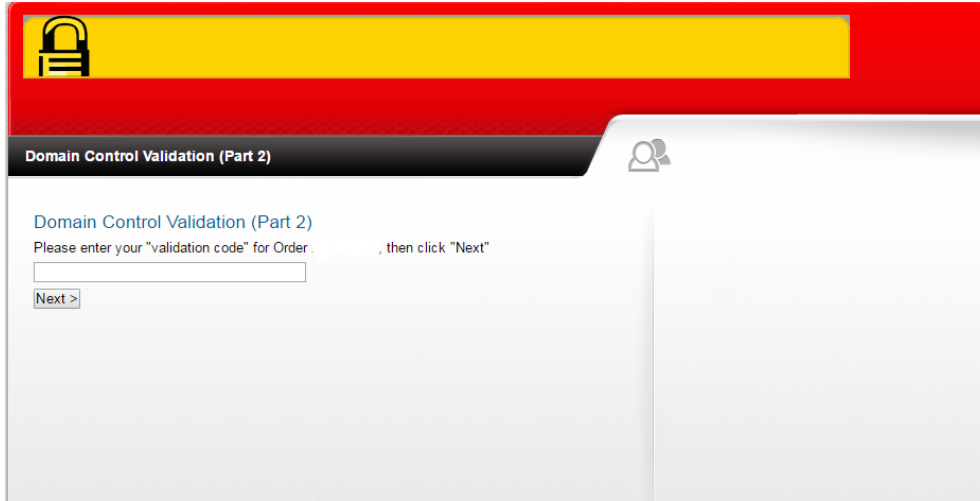 Domain Control Validation (Part 2)
Domain Control Validation (Part 2)
Please enter your "validation code" for Order , then click "Next"
Next >